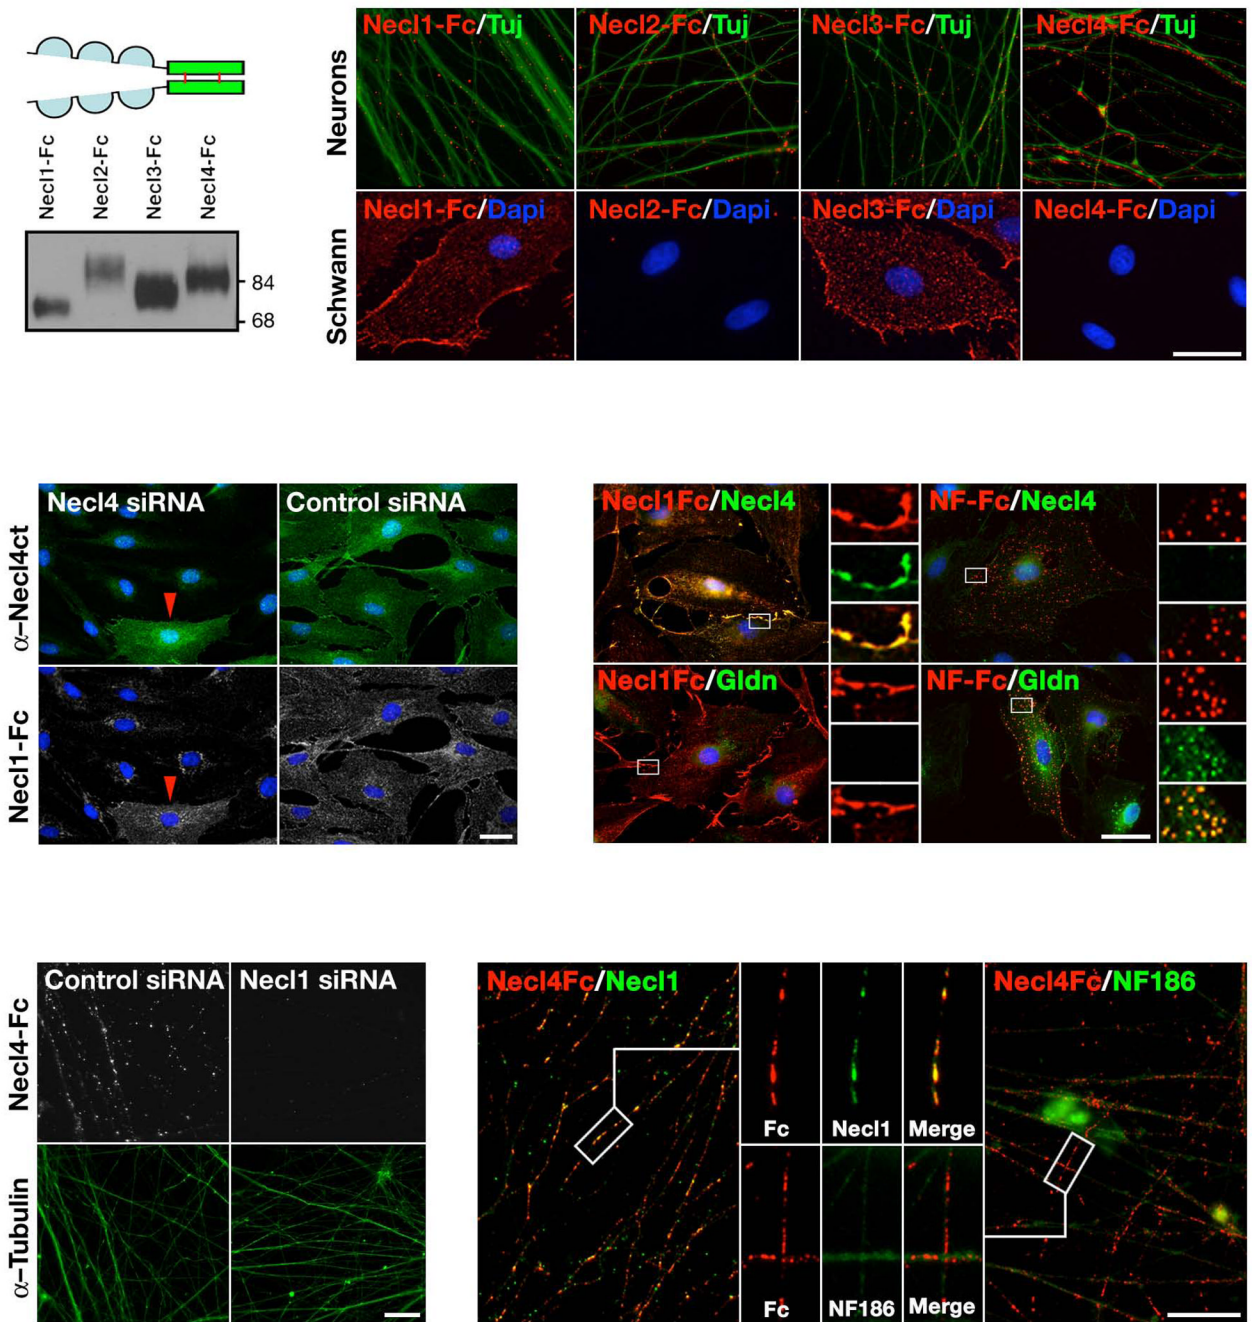 Necl1-Fc
Necl2-Fc
Necl3-Fc
Necl4-Fc
84
68
Neurons
Necl1-Fc/Tuj
Necl2-Fc/Tuj
Necl3-Fc/Tuj
Necl4-Fc/Tuj
Schwann
Necl1-Fc/Dapi
Necl2-Fc/Dapi
Necl3-Fc/Dapi
Necl4-Fc/Dapi
α–Necl4ct
Necl4 siRNA
Control siRNA
Necl1-Fc
Necl1Fc/Necl4
NF-Fc/Necl4
Necl1Fc/Gldn
NF-Fc/Gldn
Necl4-Fc
Control siRNA
Necl1 siRNA
α–Tubulin
Necl4Fc/Necl1
Fc
Necl1
Merge
Fc
NF186
Merge
Necl4Fc/NF186